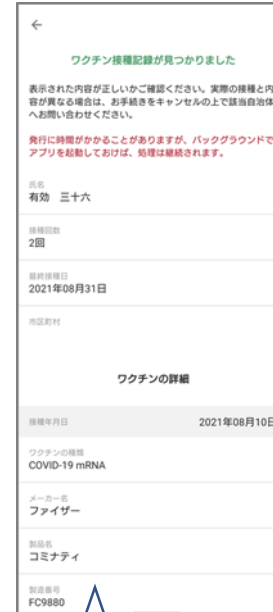 ワクチン接種記録が見つかりました
表示された内容が正しいかご確認ください。実際の接種と内
容が異なる場合は、お手続きをキャンセルの上で該当自治体
へお問い合わせください。
発行に時間がかかることがありますが、バックグラウンドで
アプリを起動しておけば、処理は継続されます。
氏名
有効 三十六
接種回数
2回
最終接種日
2021年08月31日
市区町村
ワクチンの詳細
接種年月日 2021年08月10日
ワクチンの種類
COVID-19 mRNA
メーカー名
ファイザー
製品名
コミナティ
製造番号
FC9880